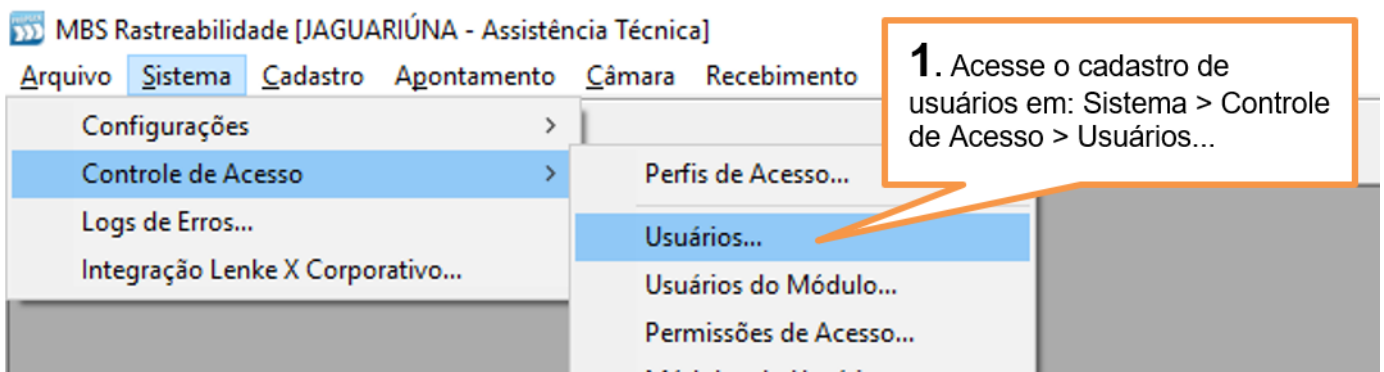 MBS Rastreabilidade [JAGUARIÚNA - Assistência Técnica]
Arquivo Sistema Cadastro Apontamento Câmara Recebimento
1. Acesse o cadastro de
usuários em: Sistema > Controle
de Acesso > Usuários...
Configurações >
Controle de Acesso >
Logs de Erros...
Integração Lenke X Corporativo...
Perfis de Acesso...
Usuários...
Usuários do Módulo...
Permissões de Acesso...